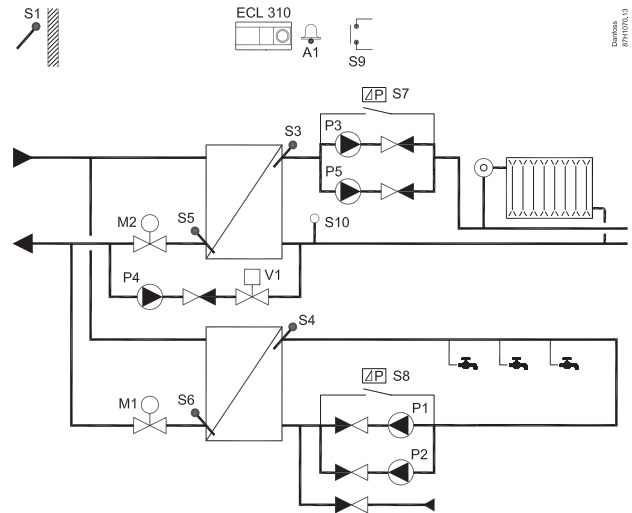 S1
ECL 310
A1
S9
Danfoss
87H1070.13
⊿P S7
P3
S3
P5
M2
S5
S10
P4
V1
S4
⊿P S8
M1
S6
P1
P2